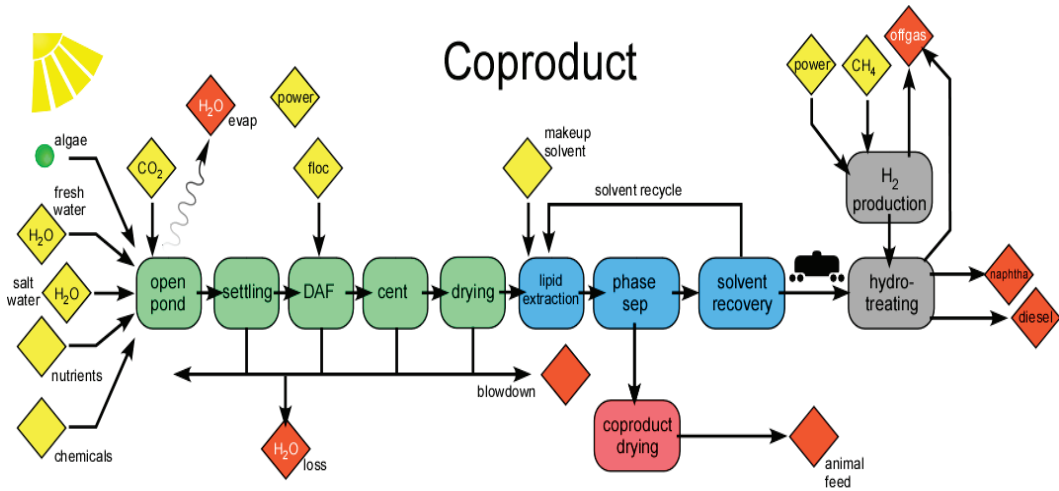 Coproduct
algae
fresh
water
H₂O
salt
water
H₂O
nutrients
chemicals
CO₂
H₂O
evap
power
floc
makeup
solvent
solvent recycle
power
CH₄
offgas
H₂
production
open
pond
settling
DAF
cent
drying
lipid
extraction
phase
sep
solvent
recovery
hydro-
treating
naphtha
diesel
blowdown
H₂O
loss
coproduct
drying
animal
feed